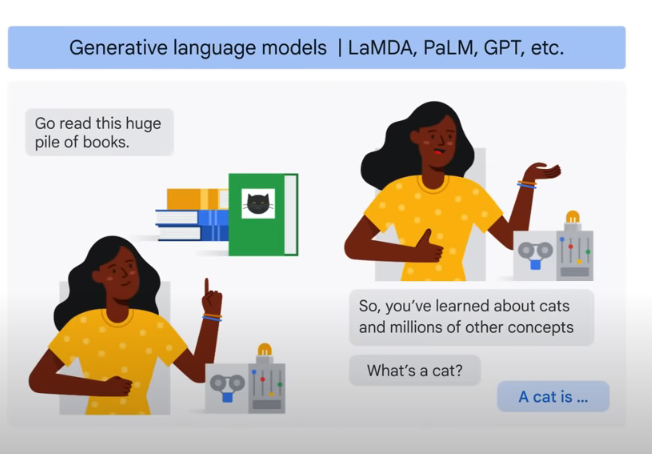 Generative language models | LaMDA, PaLM, GPT, etc.
Go read this huge
pile of books.
So, you’ve learned about cats
and millions of other concepts
What’s a cat?
A cat is ...